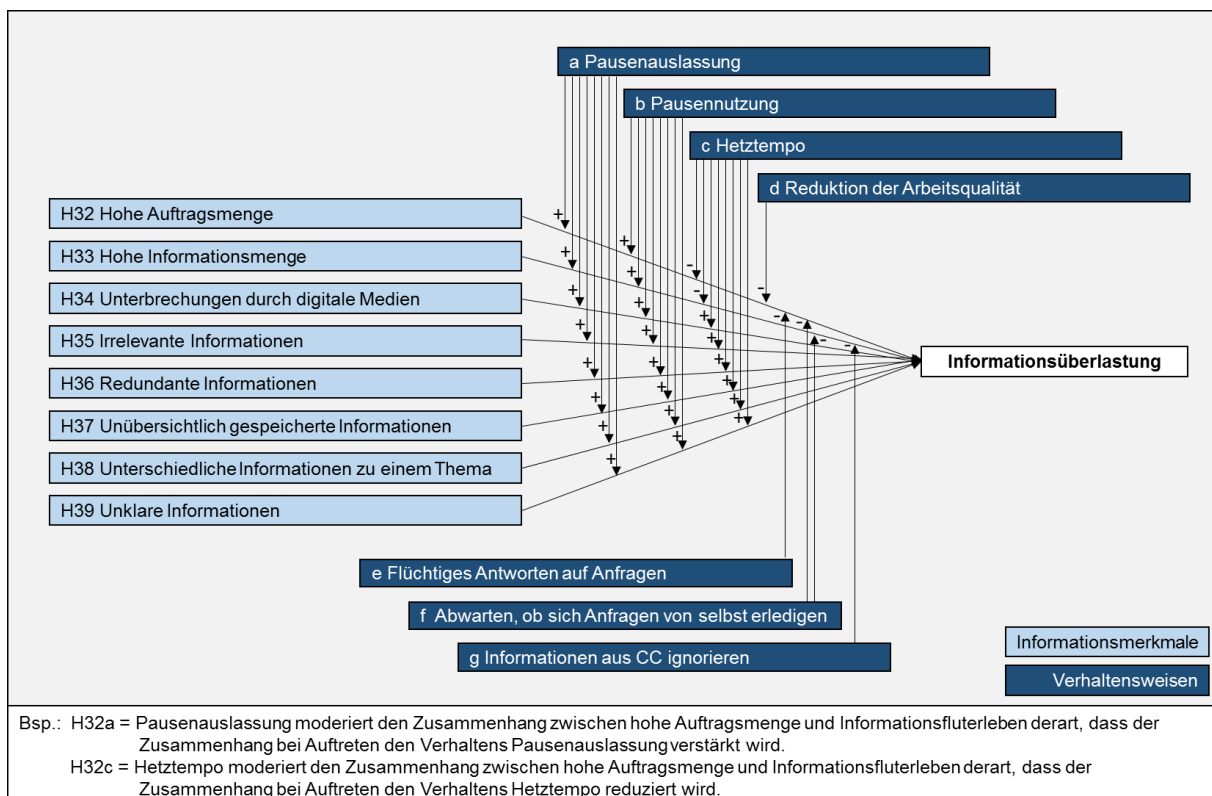 a Pausenauslassung
b Pausennutzung
c Hetztempo
d Reduktion der Arbeitsqualität
H32 Hohe Auftragsmenge
H33 Hohe Informationsmenge
H34 Unterbrechungen durch digitale Medien
H35 Irrelevante Informationen
H36 Redundante Informationen
H37 Unübersichtlich gespeicherte Informationen
H38 Unterschiedliche Informationen zu einem Thema
H39 Unklare Informationen
+ + - -
+ + - - - -
+ + + - -
+ + +
+ + +
+ + +
+ + +
+ + +
Informationsüberlastung
e Flüchtiges Antworten auf Anfragen
f Abwarten, ob sich Anfragen von selbst erledigen
g Informationen aus CC ignorieren
Informationsmerkmale
Verhaltensweisen
Bsp.: H32a = Pausenauslassung moderiert den Zusammenhang zwischen hohe Auftragsmenge und Informationsfluterleben derart, dass der
Zusammenhang bei Auftreten den Verhaltens Pausenauslassung verstärkt wird.
H32c = Hetztempo moderiert den Zusammenhang zwischen hohe Auftragsmenge und Informationsfluterleben derart, dass der
Zusammenhang bei Auftreten den Verhaltens Hetztempo reduziert wird.